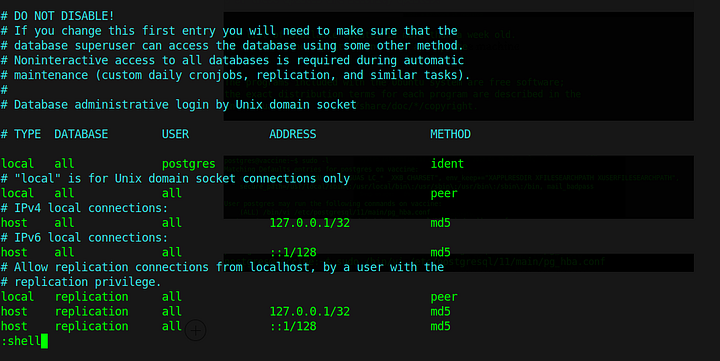 # DO NOT DISABLE!
# If you change this first entry you will need to make sure that the
# database superuser can access the database using some other method.
# Noninteractive access to all databases is required during automatic
# maintenance (custom daily cronjobs, replication, and similar tasks).
#
# Database administrative login by Unix domain socket
# TYPE  DATABASE        USER            ADDRESS                 METHOD
local   all             postgres                                ident
# "local" is for Unix domain socket connections only
local   all             all                                     peer
# IPv4 local connections:
host    all             all             127.0.0.1/32            md5
# IPv6 local connections:
host    all             all             ::1/128                 md5
# Allow replication connections from localhost, by a user with the
# replication privilege.
local   replication     all                                     peer
host    replication     all             127.0.0.1/32            md5
host    replication     all             ::1/128                 md5
:shell